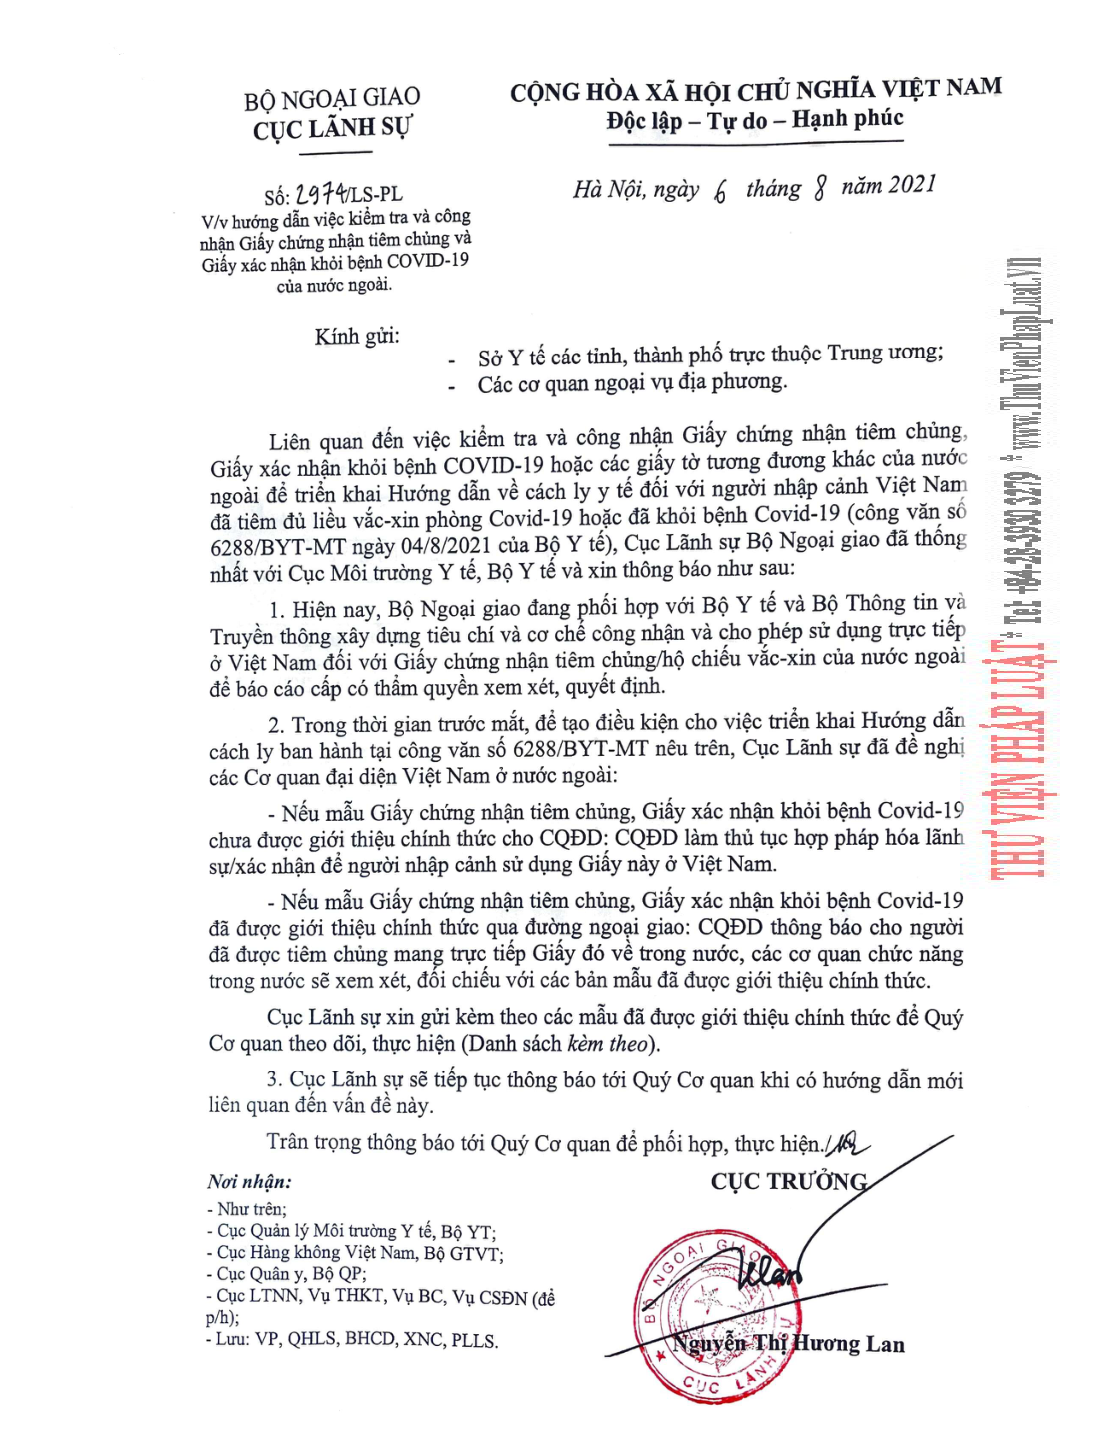 BỘ NGOẠI GIAO
CỤC LÃNH SỰ
CỘNG HÒA XÃ HỘI CHỦ NGHĨA VIỆT NAM
Độc lập – Tự do – Hạnh phúc
Số: 2974/LS-PL
V/v hướng dẫn việc kiểm tra và công
nhận Giấy chứng nhận tiêm chủng và
Giấy xác nhận khỏi bệnh COVID-19
của nước ngoài.
Hà Nội, ngày 6 tháng 8 năm 2021
Kính gửi:
- Sở Y tế các tỉnh, thành phố trực thuộc Trung ương;
- Các cơ quan ngoại vụ địa phương.
Liên quan đến việc kiểm tra và công nhận Giấy chứng nhận tiêm chủng,
Giấy xác nhận khỏi bệnh COVID-19 hoặc các giấy tờ tương đương khác của nước
ngoài để triển khai Hướng dẫn về cách ly y tế đối với người nhập cảnh Việt Nam
đã tiêm đủ liều vắc-xin phòng Covid-19 hoặc đã khỏi bệnh Covid-19 (công văn số
6288/BYT-MT ngày 04/8/2021 của Bộ Y tế), Cục Lãnh sự Bộ Ngoại giao đã thống
nhất với Cục Môi trường Y tế, Bộ Y tế và xin thông báo như sau:
1. Hiện nay, Bộ Ngoại giao đang phối hợp với Bộ Y tế và Bộ Thông tin và
Truyền thông xây dựng tiêu chí và cơ chế công nhận và cho phép sử dụng trực tiếp
ở Việt Nam đối với Giấy chứng nhận tiêm chủng/hộ chiếu vắc-xin của nước ngoài
để báo cáo cấp có thẩm quyền xem xét, quyết định.
2. Trong thời gian trước mắt, để tạo điều kiện cho việc triển khai Hướng dẫn
cách ly ban hành tại công văn số 6288/BYT-MT nêu trên, Cục Lãnh sự đã đề nghị
các Cơ quan đại diện Việt Nam ở nước ngoài:
- Nếu mẫu Giấy chứng nhận tiêm chủng, Giấy xác nhận khỏi bệnh Covid-19
chưa được giới thiệu chính thức cho CQĐD: CQĐD làm thủ tục hợp pháp hóa lãnh
sự/xác nhận để người nhập cảnh sử dụng Giấy này ở Việt Nam.
- Nếu mẫu Giấy chứng nhận tiêm chủng, Giấy xác nhận khỏi bệnh Covid-19
đã được giới thiệu chính thức qua đường ngoại giao: CQĐD thông báo cho người
đã được tiêm chủng mang trực tiếp Giấy đó về trong nước, các cơ quan chức năng
trong nước sẽ xem xét, đối chiếu với các bản mẫu đã được giới thiệu chính thức.
Cục Lãnh sự xin gửi kèm theo các mẫu đã được giới thiệu chính thức để Quý
Cơ quan theo dõi, thực hiện (Danh sách kèm theo).
3. Cục Lãnh sự sẽ tiếp tục thông báo tới Quý Cơ quan khi có hướng dẫn mới
liên quan đến vấn đề này.
Trân trọng thông báo tới Quý Cơ quan để phối hợp, thực hiện./
Nơi nhận:
- Như trên;
- Cục Quản lý Môi trường Y tế, Bộ YT;
- Cục Hàng không Việt Nam, Bộ GTVT;
- Cục Quân y, Bộ QP;
- Cục LTNN, Vụ THKT, Vụ BC, Vụ CSĐN (để
p/h);
- Lưu: VP, QHLS, BHCD, XNC, PLLS.
CỤC TRƯỞNG
BỘ NGOẠI GIAO
CỤC LÃNH SỰ
Nguyễn Thị Hương Lan
THƯ VIỆN PHÁP LUẬT * Tel: +84-28-3930 3279 * www.ThuVienPhapLuat.vn